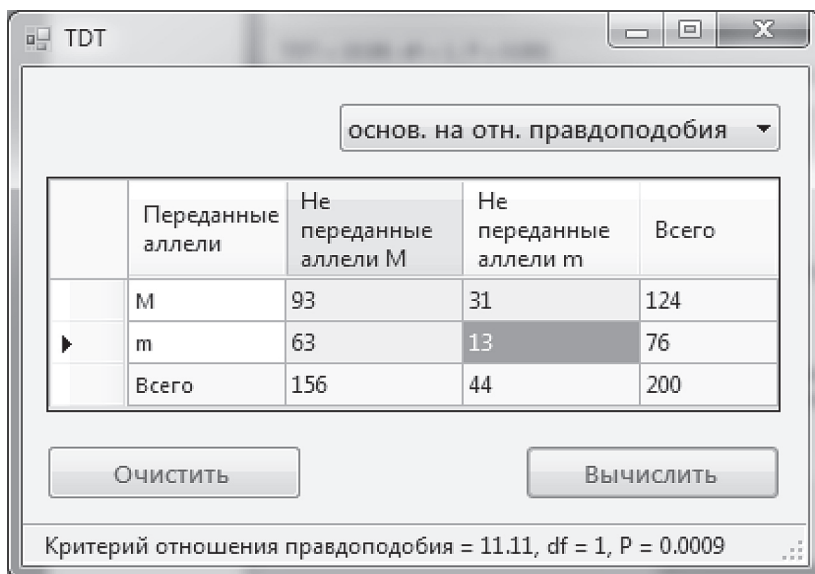 TDT
основ. на отн. правдоподобия
Переданные аллели Не переданные аллели M Не переданные аллели m Всего
M 93 31 124
m 63 13 76
Всего 156 44 200
Очистить Вычислить
Критерий отношения правдоподобия = 11.11, df = 1, P = 0.0009